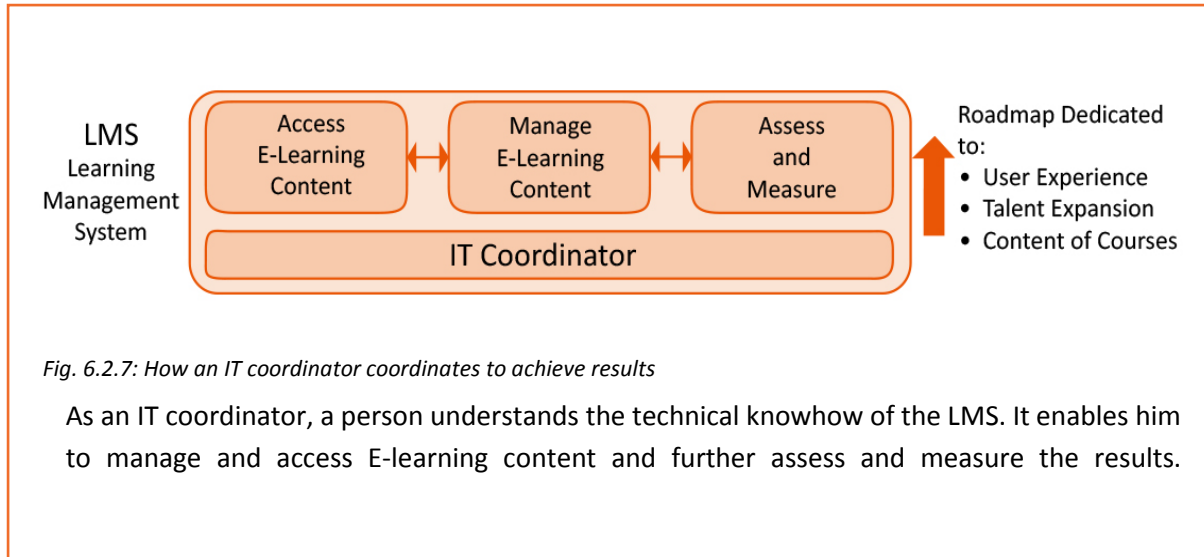 LMS
Learning
Management
System
Access
E-Learning
Content
Manage
E-Learning
Content
Assess
and
Measure
IT Coordinator
Roadmap Dedicated
to:
• User Experience
• Talent Expansion
• Content of Courses
Fig. 6.2.7: How an IT coordinator coordinates to achieve results
As an IT coordinator, a person understands the technical knowhow of the LMS. It enables him
to manage and access E-learning content and further assess and measure the results.